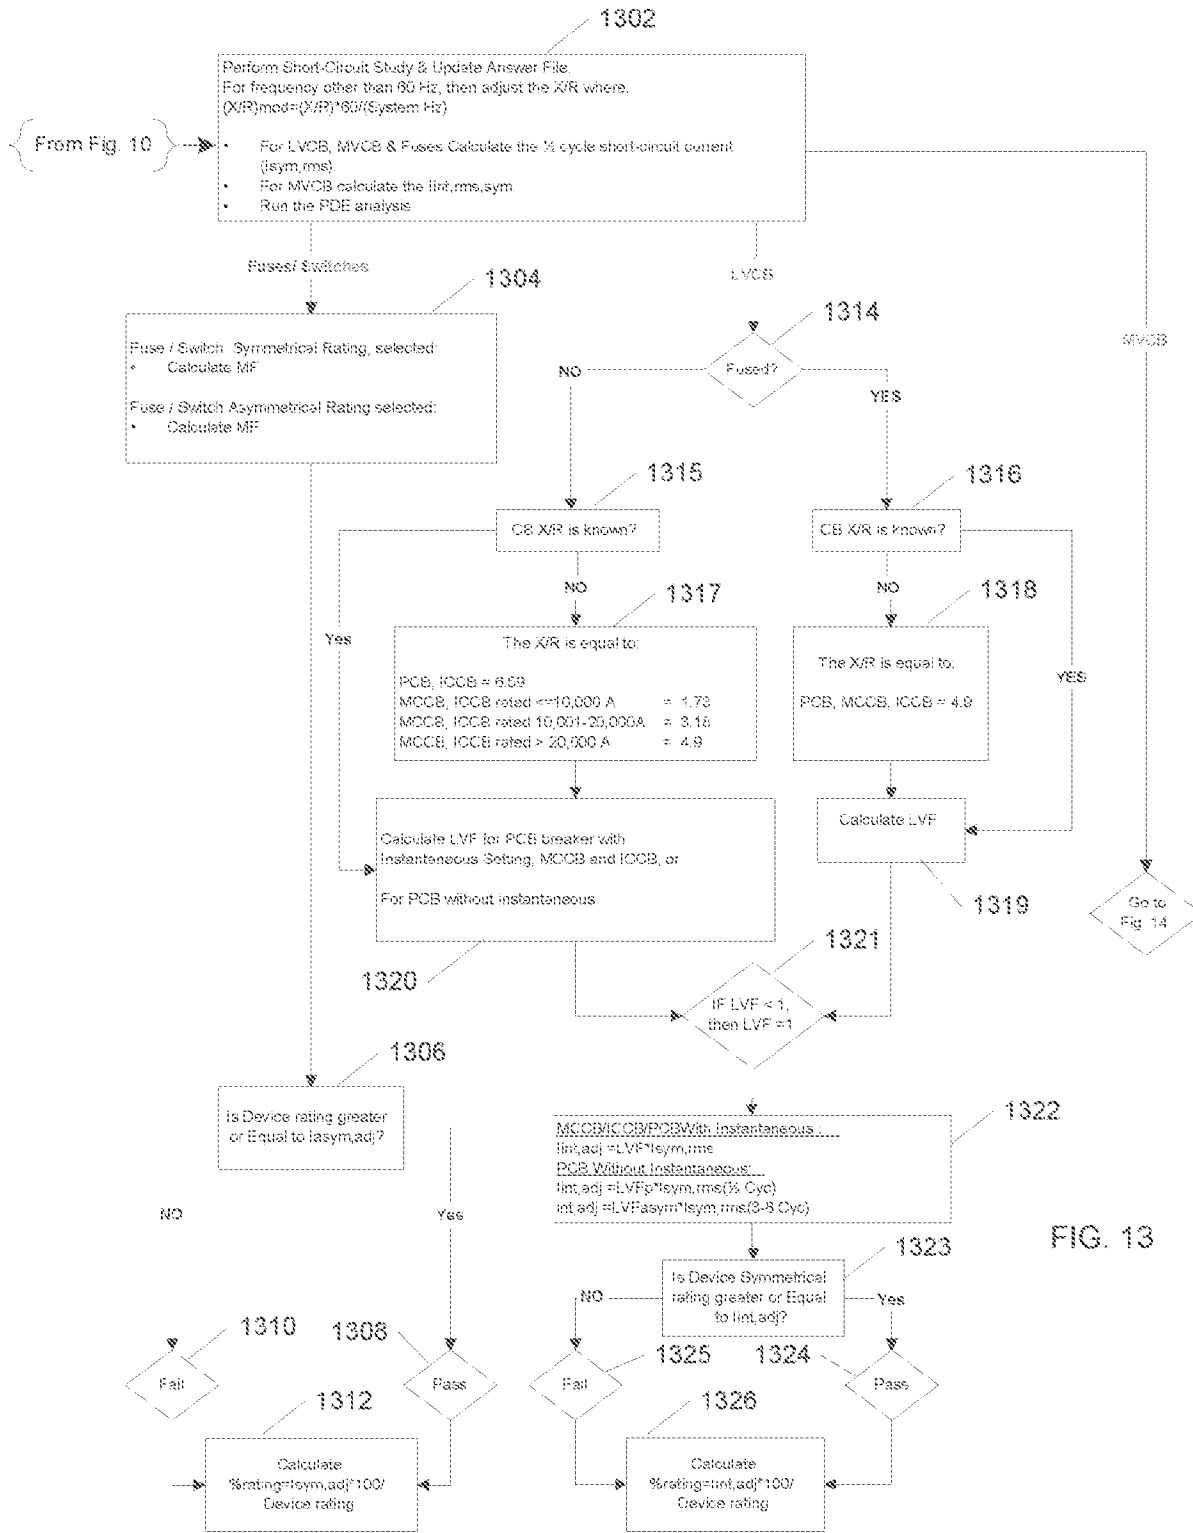 1302
Perform Short-Circuit Study & Update Answer File.
For frequency other than 60 Hz, then adjust the X/R where,
(X/R)mod=(X/R)*60/(System Hz)
From Fig. 10
• For LVCB, MVCB & Fuses Calculate the ½ cycle short-circuit current
(Isym,rms).
• For MVCB calculate the Iint,rms,sym.
• Run the PDE analysis
Fuses/ Switches
LVCB
MVCB
1304
Fuse / Switch Symmetrical Rating, selected:
• Calculate MF
Fuse / Switch Asymmetrical Rating selected:
• Calculate MF
1314
Fused?
NO
YES
1315
CB X/R is known?
1316
CB X/R is known?
NO
NO
Yes
YES
1317
The X/R is equal to:
PCB, ICCB = 6.59
MCCB, ICCB rated <=10,000 A = 1.73
MCCB, ICCB rated 10,001-20,000A = 3.18
MCCB, ICCB rated > 20,000 A = 4.9
1318
The X/R is equal to:
PCB, MCCB, ICCB = 4.9
Calculate LVF for PCB breaker with
Instantaneous Setting, MCCB and ICCB, or
For PCB without instantaneous
1320
Calculate LVF
1319
Go to
Fig. 14
1321
IF LVF < 1,
then LVF =1
1306
Is Device rating greater
or Equal to Iasym,adj?
NO
Yes
1322
MCCB/ICCB/PCBWith Instantaneous :
Iint,adj =LVF*Isym,rms
PCB Without Instantaneous:
Iint,adj =LVFp*Isym,rms(½ Cyc)
int,adj =LVFasym*Isym,rms(3-8 Cyc)
FIG. 13
1323
Is Device Symmetrical
rating greater or Equal
to Iint,adj?
NO
Yes
1310
Fail
1308
Pass
1325
Fail
1324
Pass
1312
Calculate
%rating=Isym,adj*100/
Device rating
1326
Calculate
%rating=Iint,adj*100/
Device rating